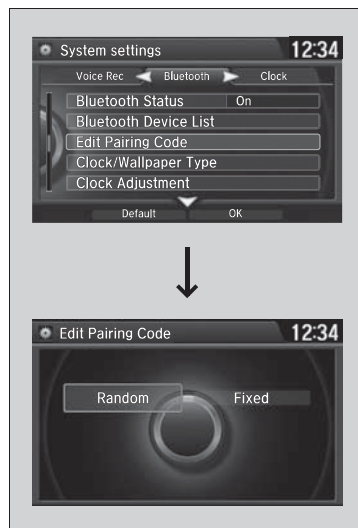 System settings 12:34
Voice Rec Bluetooth Clock
Bluetooth Status On
Bluetooth Device List
Edit Pairing Code
Clock/Wallpaper Type
Clock Adjustment
Default OK
Edit Pairing Code 12:34
Random Fixed